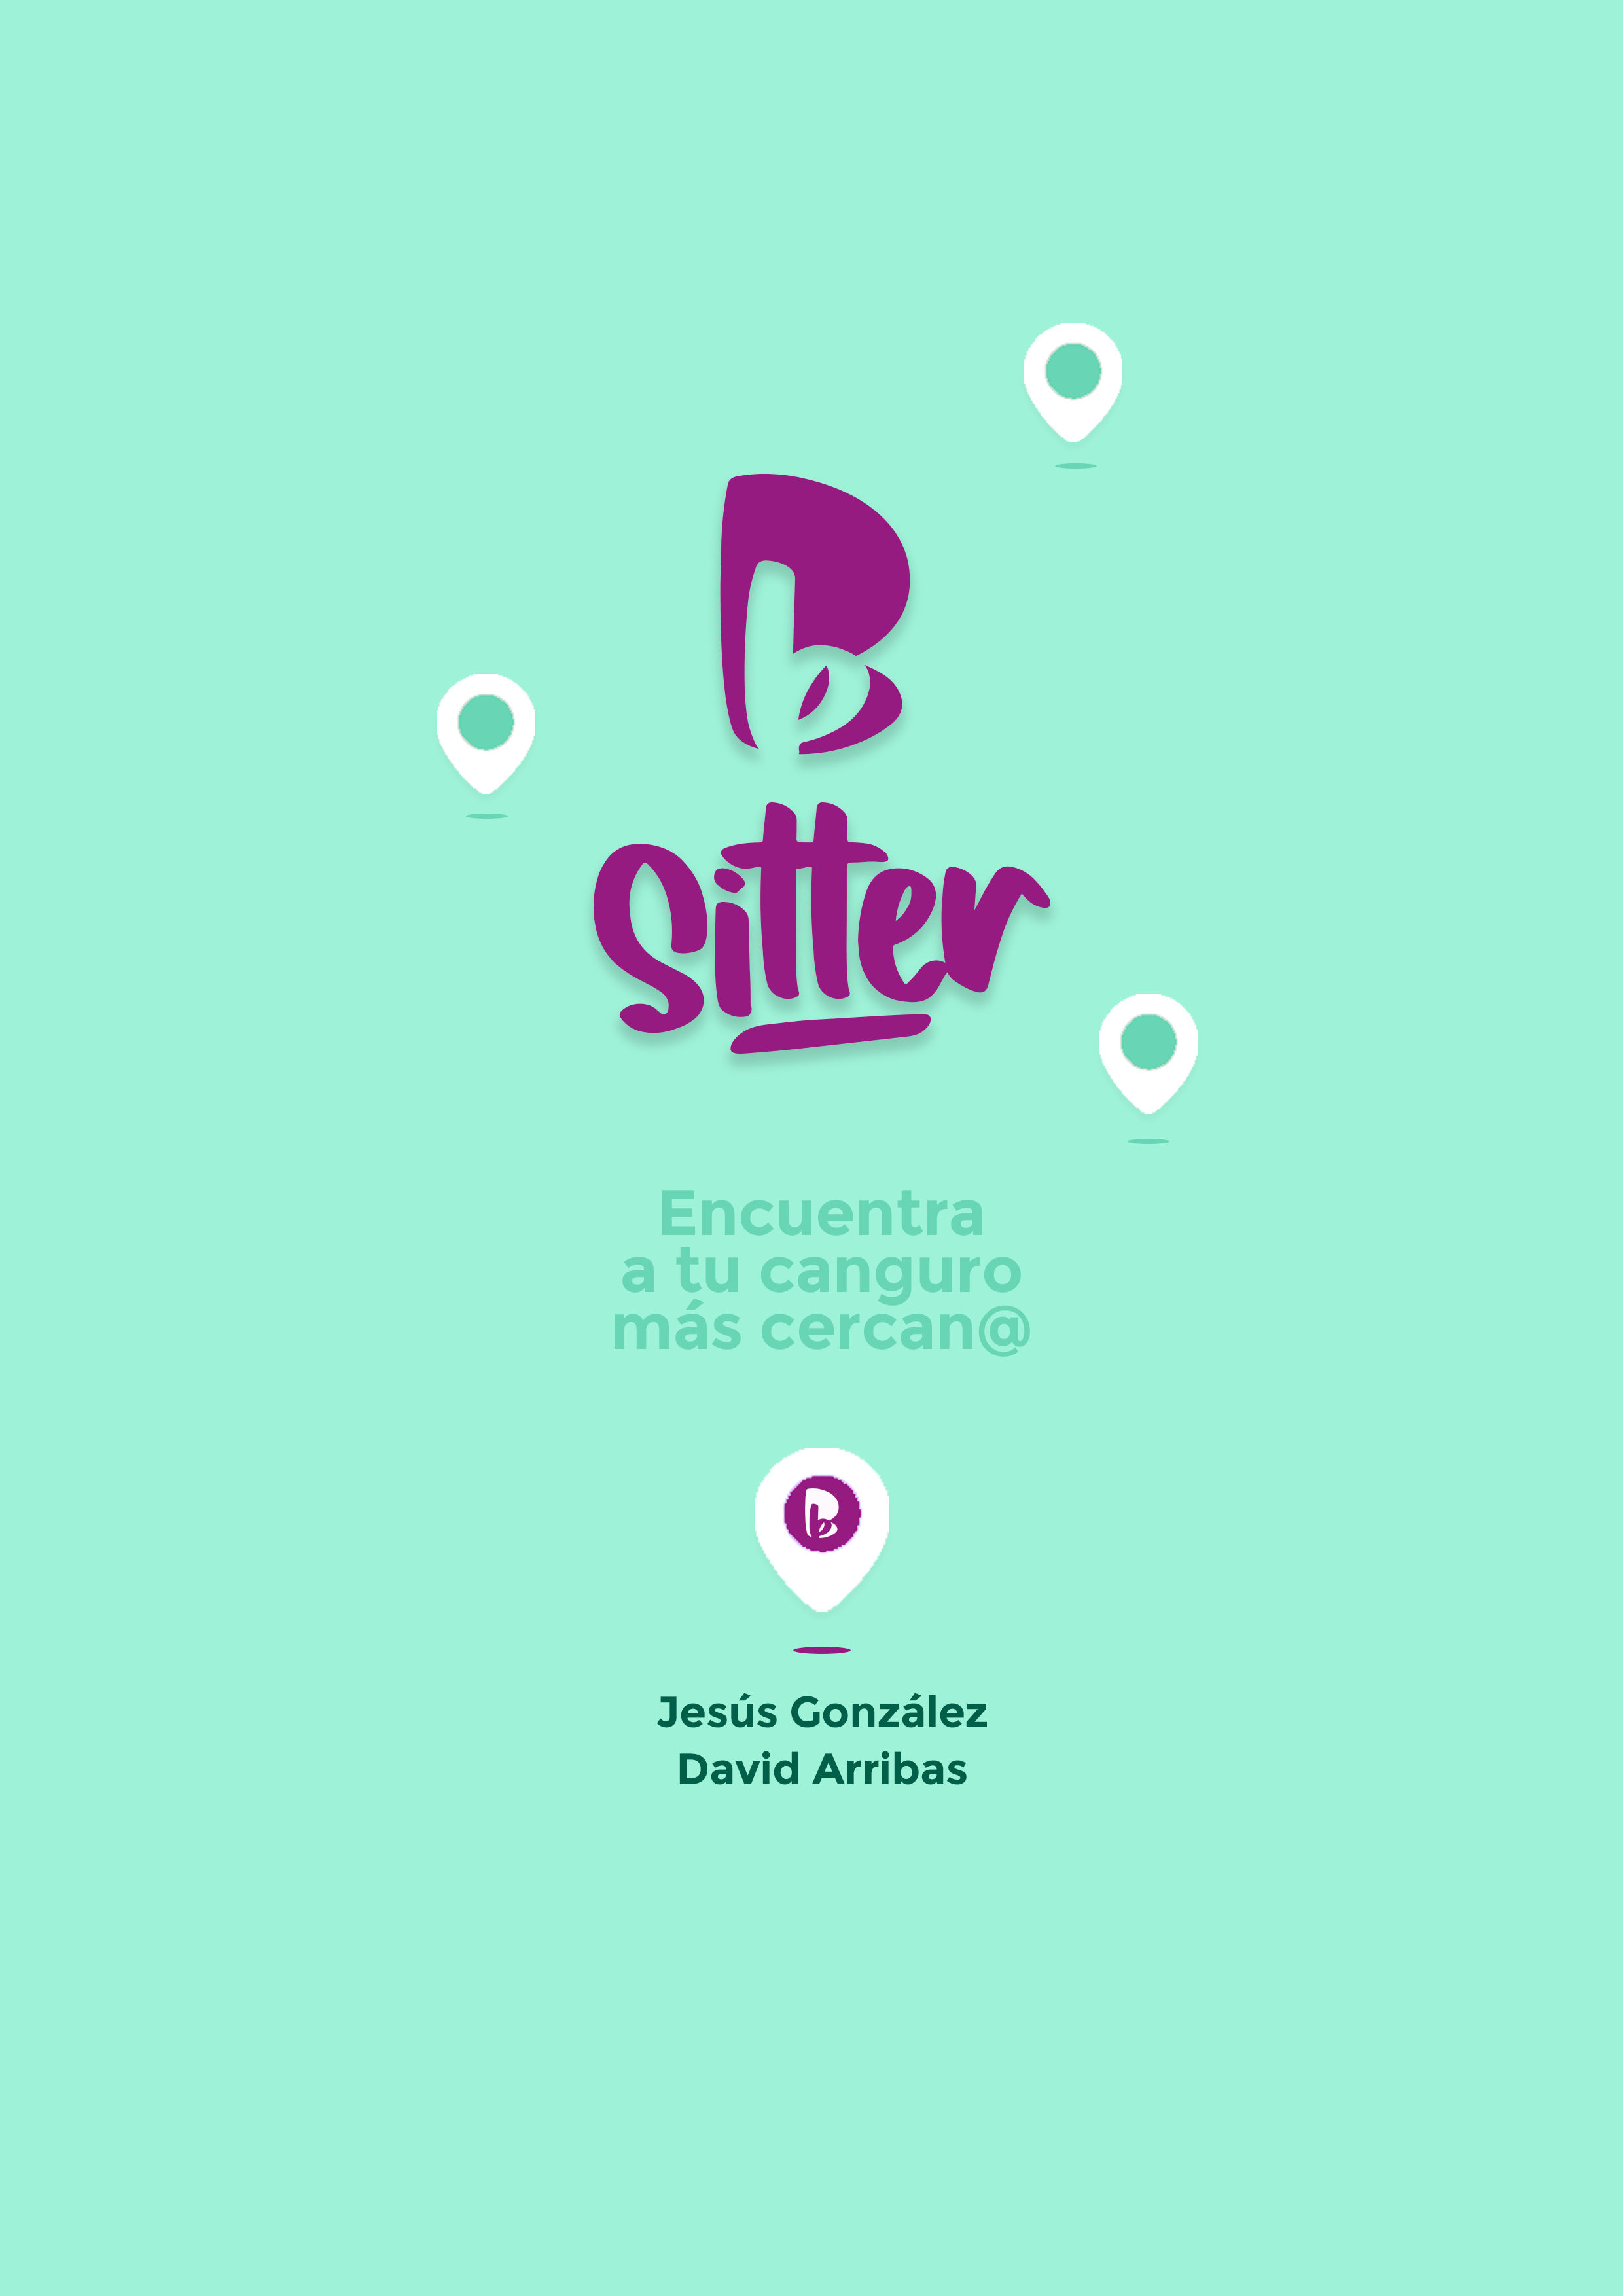 B
Sitter
Encuentra
a tu canguro
más cercan@
B
Jesús González
David Arribas